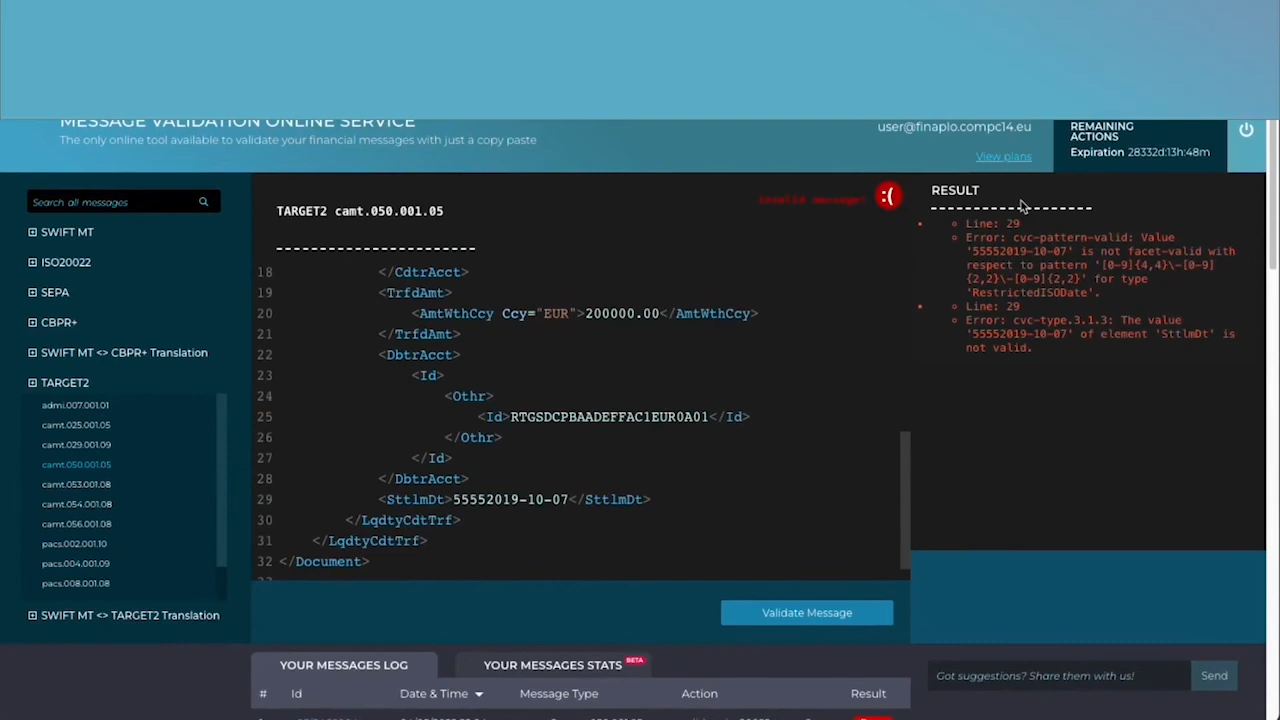 MESSAGE VALIDATION ONLINE SERVICE
The only online tool available to validate your financial messages with just a copy paste
user@finaplo.compc14.eu
View plans
REMAINING
ACTIONS
Expiration 28332d:13h:48m
Search all messages
SWIFT MT
ISO20022
SEPA
CBPR+
SWIFT MT <> CBPR+ Translation
TARGET2
admi.007.001.01
camt.025.001.05
camt.029.001.09
camt.050.001.05
camt.053.001.08
camt.054.001.08
camt.056.001.08
pacs.002.001.10
pacs.004.001.09
pacs.008.001.08
SWIFT MT <> TARGET2 Translation
TARGET2 camt.050.001.05
Invalid message!
:(
------------------------
18 </CdtrAcct>
19 <TrfdAmt>
20 <AmtWthCcy Ccy="EUR">200000.00</AmtWthCcy>
21 </TrfdAmt>
22 <DbtrAcct>
23 <Id>
24 <Othr>
25 <Id>RTGSDCPBAADEFFAC1EUR0A01</Id>
26 </Othr>
27 </Id>
28 </DbtrAcct>
29 <SttlmDt>55552019-10-07</SttlmDt>
30 </LqdtyCdtTrf>
31 </LqdtyCdtTrf>
32 </Document>
Validate Message
RESULT
Line: 29
Error: cvc-pattern-valid: Value
'55552019-10-07' is not facet-valid with
respect to pattern '[0-9]{4,4}\-[0-9]
{2,2}\-[0-9]{2,2}' for type
'RestrictedISODate'.
Line: 29
Error: cvc-type.3.1.3: The value
'55552019-10-07' of element 'SttlmDt' is
not valid.
YOUR MESSAGES LOG
YOUR MESSAGES STATS BETA
# Id Date & Time Message Type Action Result
Got suggestions? Share them with us!
Send